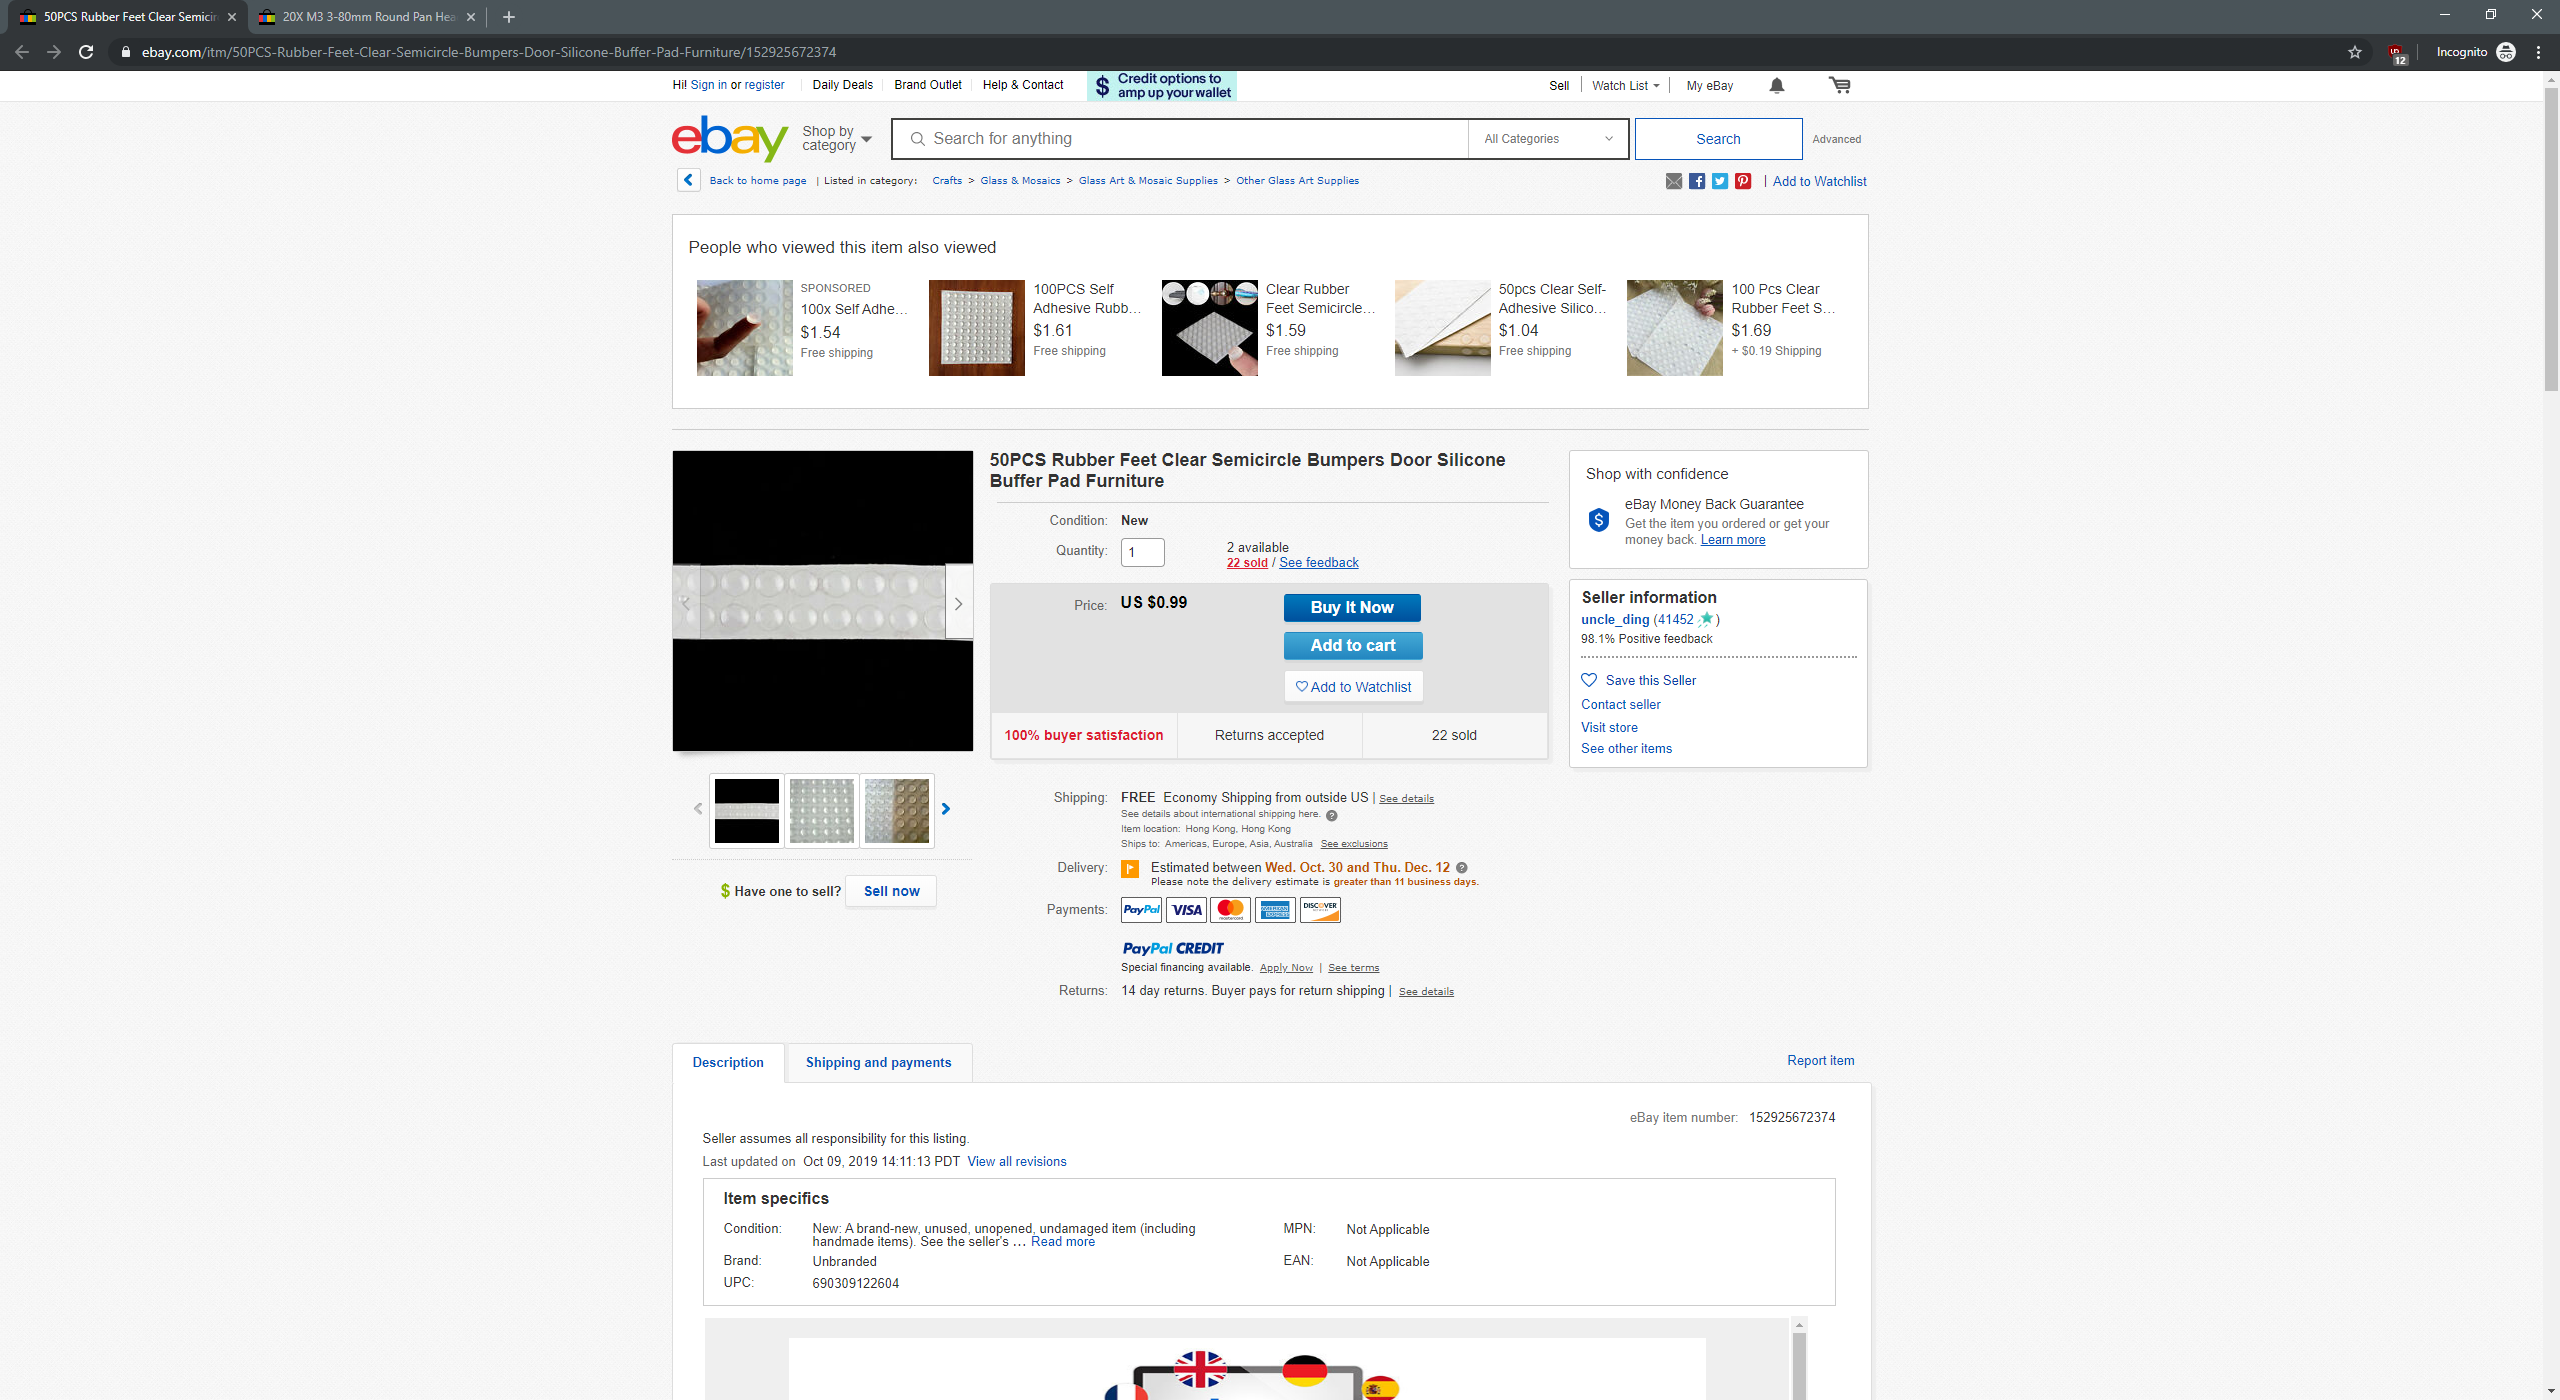 50PCS Rubber Feet Clear Semicir
20X M3 3-80mm Round Pan Hea
ebay.com/itm/50PCS-Rubber-Feet-Clear-Semicircle-Bumpers-Door-Silicone-Buffer-Pad-Furniture/152925672374
12
Incognito
Hi! Sign in or register
Daily Deals
Brand Outlet
Help & Contact
$ Credit options to
amp up your wallet
Sell
Watch List
My eBay
ebay
Shop by
category
Search for anything
All Categories
Search
Advanced
Back to home page | Listed in category: Crafts > Glass & Mosaics > Glass Art & Mosaic Supplies > Other Glass Art Supplies
| Add to Watchlist
People who viewed this item also viewed
SPONSORED
100x Self Adhe...
$1.54
Free shipping
100PCS Self
Adhesive Rubb...
$1.61
Free shipping
Clear Rubber
Feet Semicircle...
$1.59
Free shipping
50pcs Clear Self-
Adhesive Silico...
$1.04
Free shipping
100 Pcs Clear
Rubber Feet S...
$1.69
+ $0.19 Shipping
50PCS Rubber Feet Clear Semicircle Bumpers Door Silicone
Buffer Pad Furniture
Condition: New
Quantity: 1
2 available
22 sold / See feedback
Price: US $0.99
Buy It Now
Add to cart
Add to Watchlist
100% buyer satisfaction
Returns accepted
22 sold
Shop with confidence
eBay Money Back Guarantee
Get the item you ordered or get your
money back. Learn more
Seller information
uncle_ding (41452 )
98.1% Positive feedback
Save this Seller
Contact seller
Visit store
See other items
$ Have one to sell? Sell now
Shipping: FREE Economy Shipping from outside US | See details
See details about international shipping here. ?
Item location: Hong Kong, Hong Kong
Ships to: Americas, Europe, Asia, Australia See exclusions
Delivery: Estimated between Wed. Oct. 30 and Thu. Dec. 12 ?
Please note the delivery estimate is greater than 11 business days.
Payments: PayPal VISA mastercard AMERICAN EXPRESS DISCOVER
PayPal CREDIT
Special financing available. Apply Now | See terms
Returns: 14 day returns. Buyer pays for return shipping | See details
Description
Shipping and payments
Report item
eBay item number: 152925672374
Seller assumes all responsibility for this listing.
Last updated on Oct 09, 2019 14:11:13 PDT View all revisions
Item specifics
Condition: New: A brand-new, unused, unopened, undamaged item (including
handmade items). See the seller's ... Read more
MPN: Not Applicable
Brand: Unbranded
EAN: Not Applicable
UPC: 690309122604